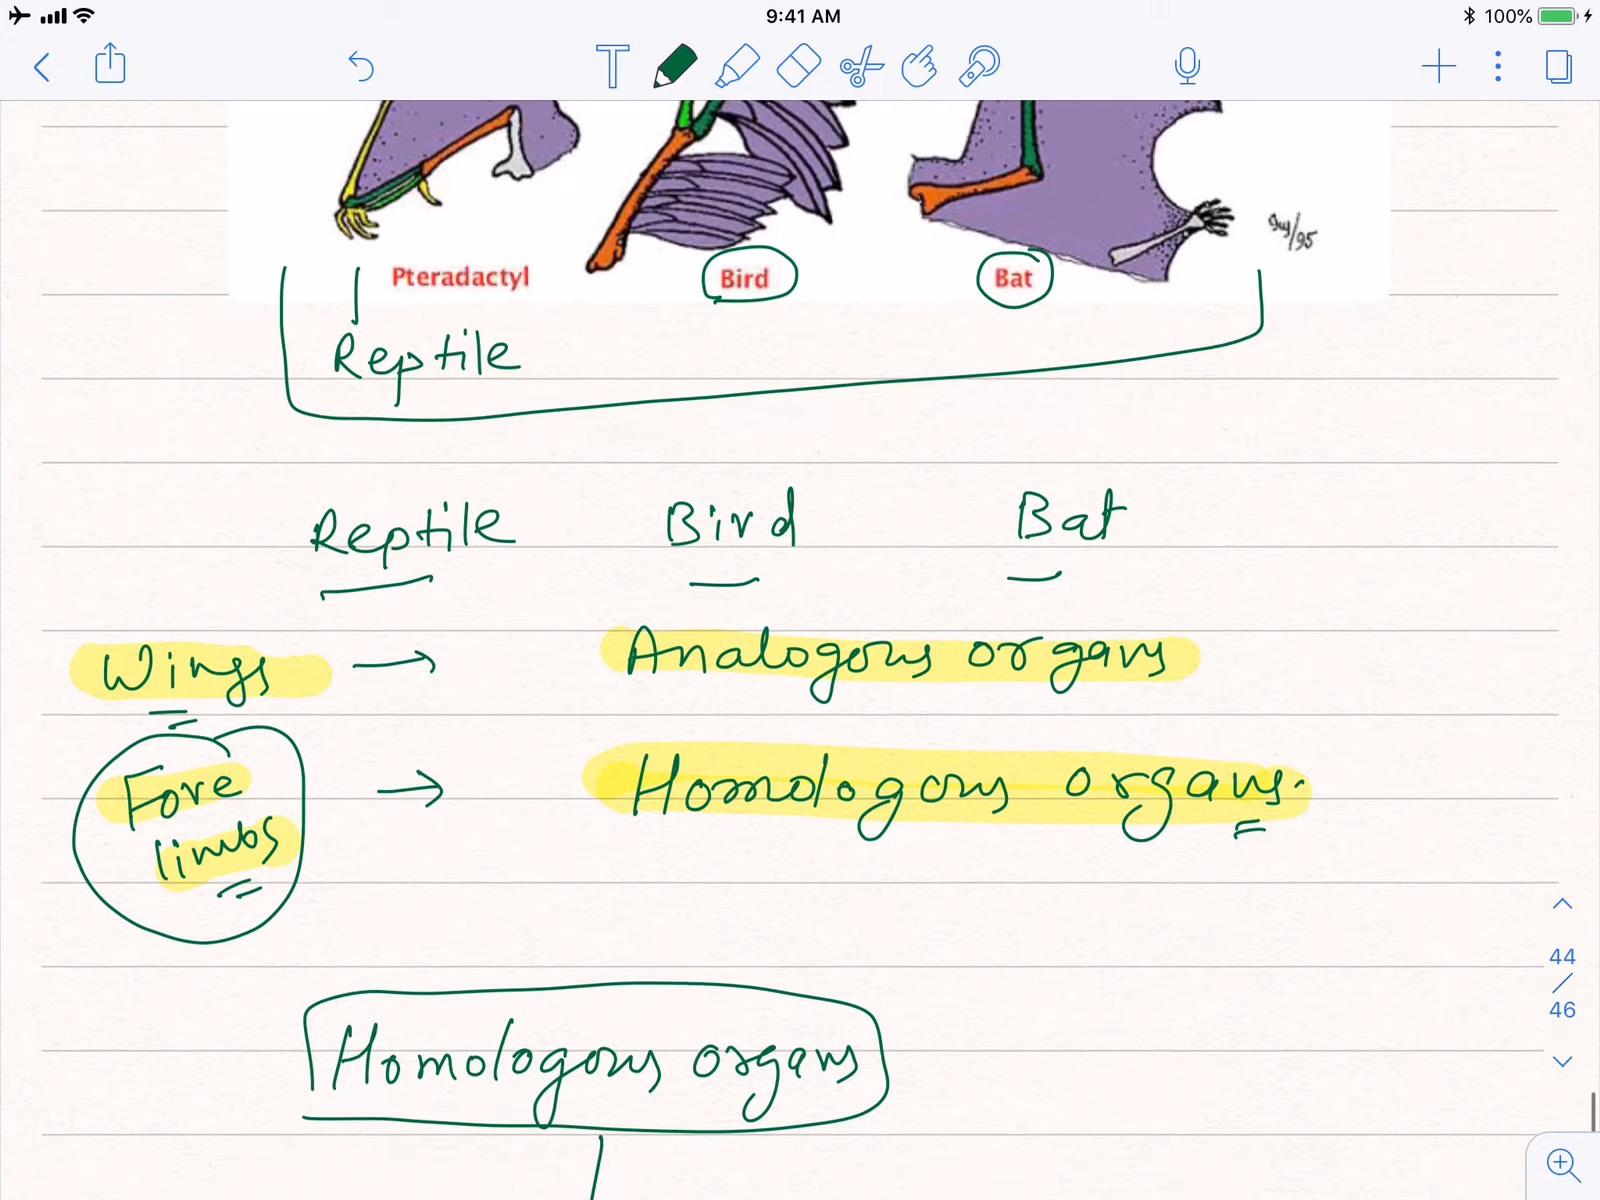 9:41 AM
100%
Pteradactyl Bird Bat
Reptile
Reptile Bird Bat
Wings → Analogous organs
Fore → Homologous organs.
limbs
44
/
46
Homologous organs